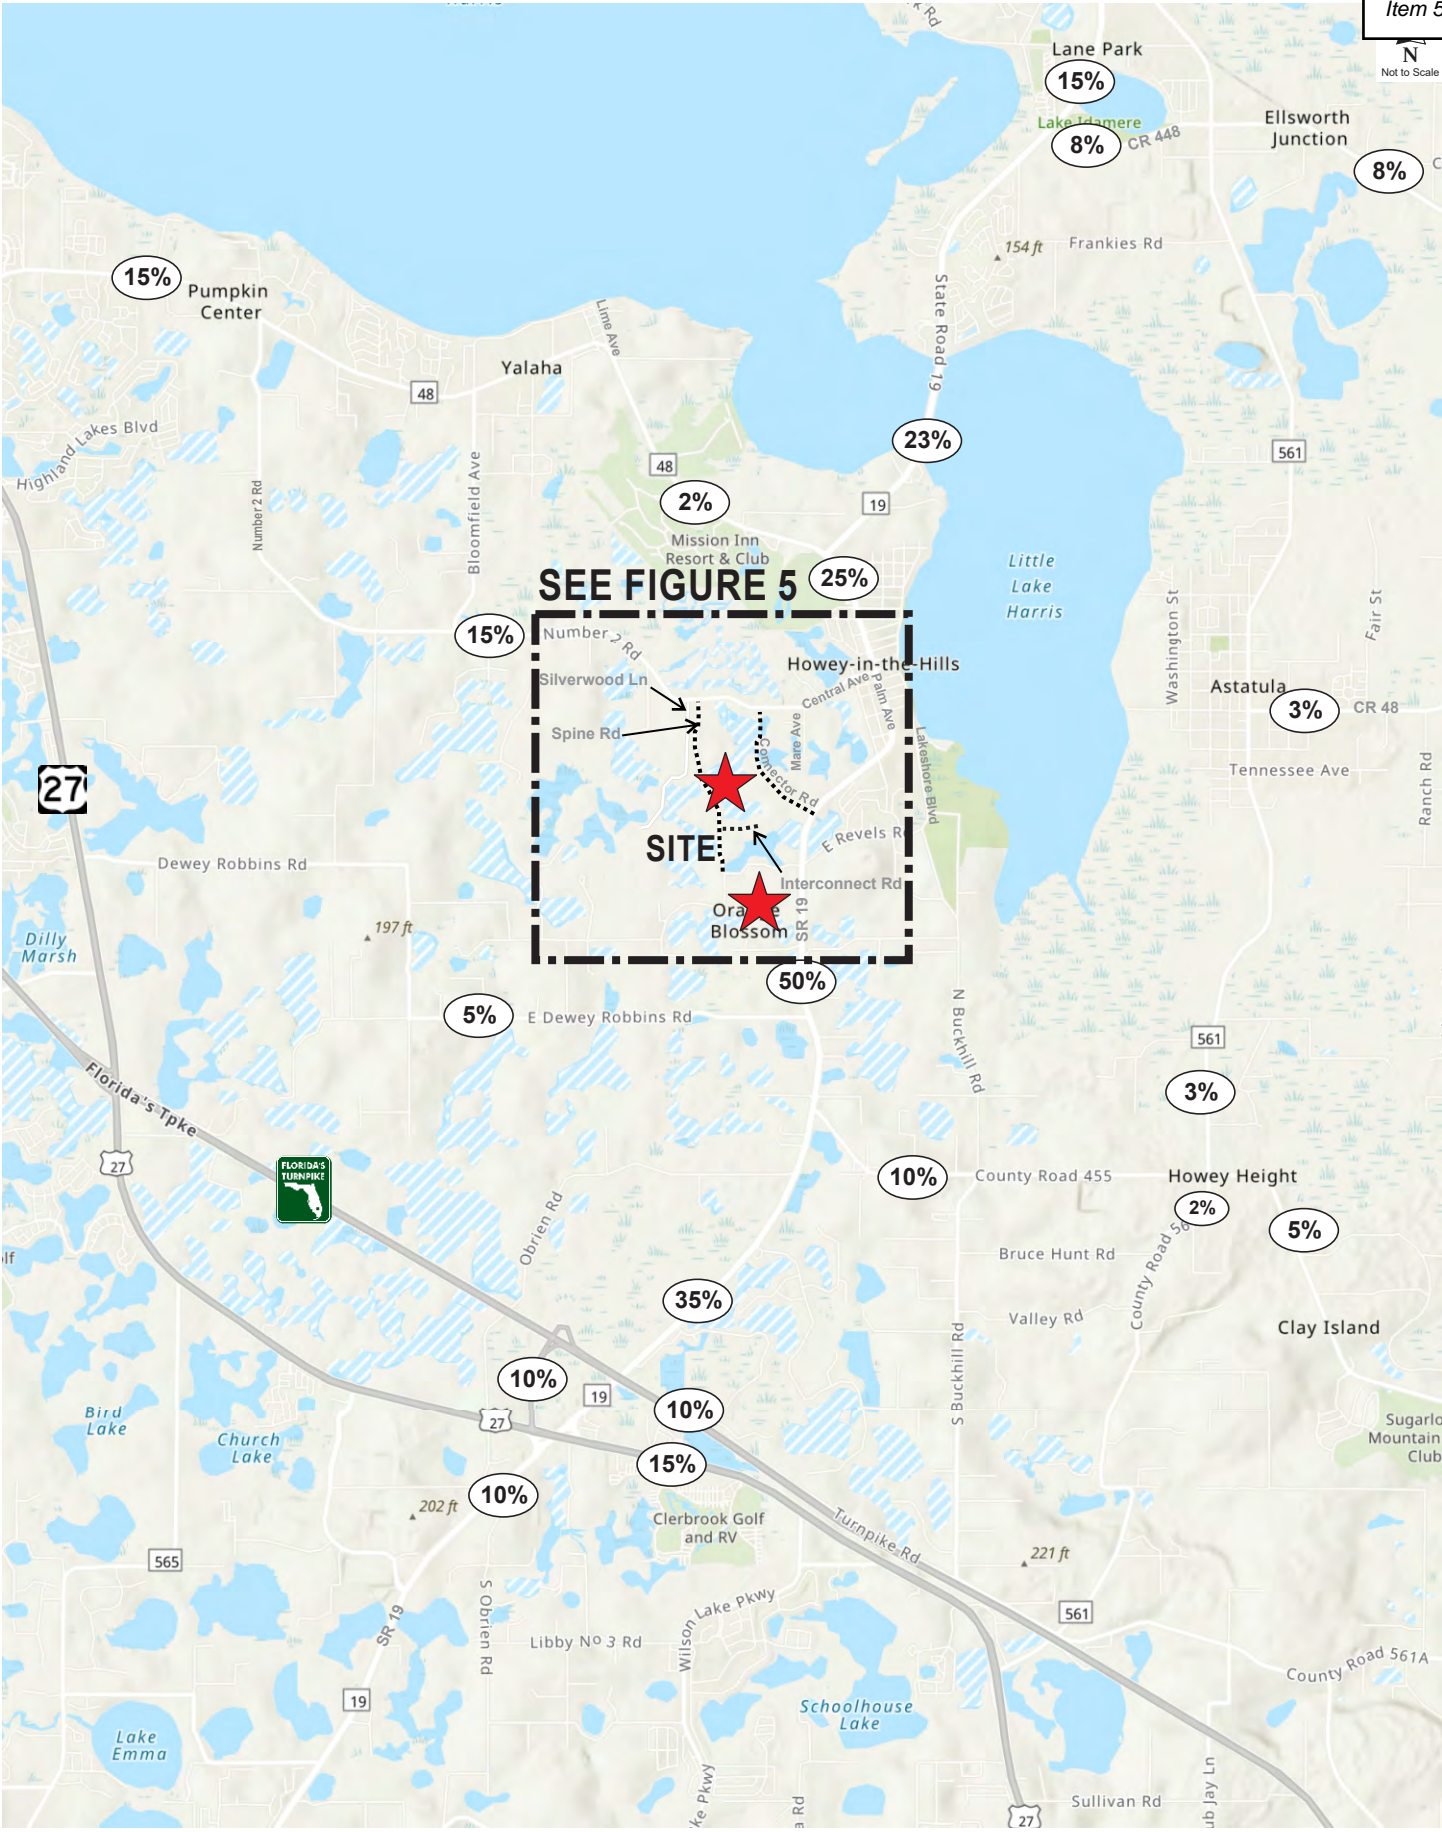 Item 5
N
Not to Scale
Lane Park
15%
Lake Idamere
8%
CR 448
Ellsworth
Junction
8%
154 ft
Frankies Rd
15%
Pumpkin
Center
State Road 19
Lime Ave
Yalaha
48
Highland Lakes Blvd
23%
561
48
Number 2 Rd
Bloomfield Ave
2%
19
Mission Inn
Resort & Club
Little
Lake
Harris
SEE FIGURE 5
25%
Washington St
Fair St
15%
Number 2 Rd
Howey-in-the-Hills
Silverwood Ln
Central Ave
Palm Ave
Astatula
3%
CR 48
Spine Rd
Mare Ave
Connector Rd
Lakeshore Blvd
Tennessee Ave
Ranch Rd
27
SITE
E Revels Rd
Dewey Robbins Rd
Interconnect Rd
Blossom
SR 19
197 ft
Dilly
Marsh
50%
5%
E Dewey Robbins Rd
N Buckhill Rd
561
3%
Florida's Tpke
27
FLORIDA'S
TURNPIKE
10%
County Road 455
Howey Height
2%
5%
Obrien Rd
Bruce Hunt Rd
County Road 56
35%
Valley Rd
Clay Island
S Buckhill Rd
10%
19
10%
27
Bird
Lake
Church
Lake
15%
10%
202 ft
Clerbrook Golf
and RV
Turnpike Rd
221 ft
565
S Obrien Rd
SR 19
Libby No 3 Rd
Wilson Lake Pkwy
561
County Road 561A
19
Schoolhouse
Lake
Lake
Emma
Sullivan Rd
27